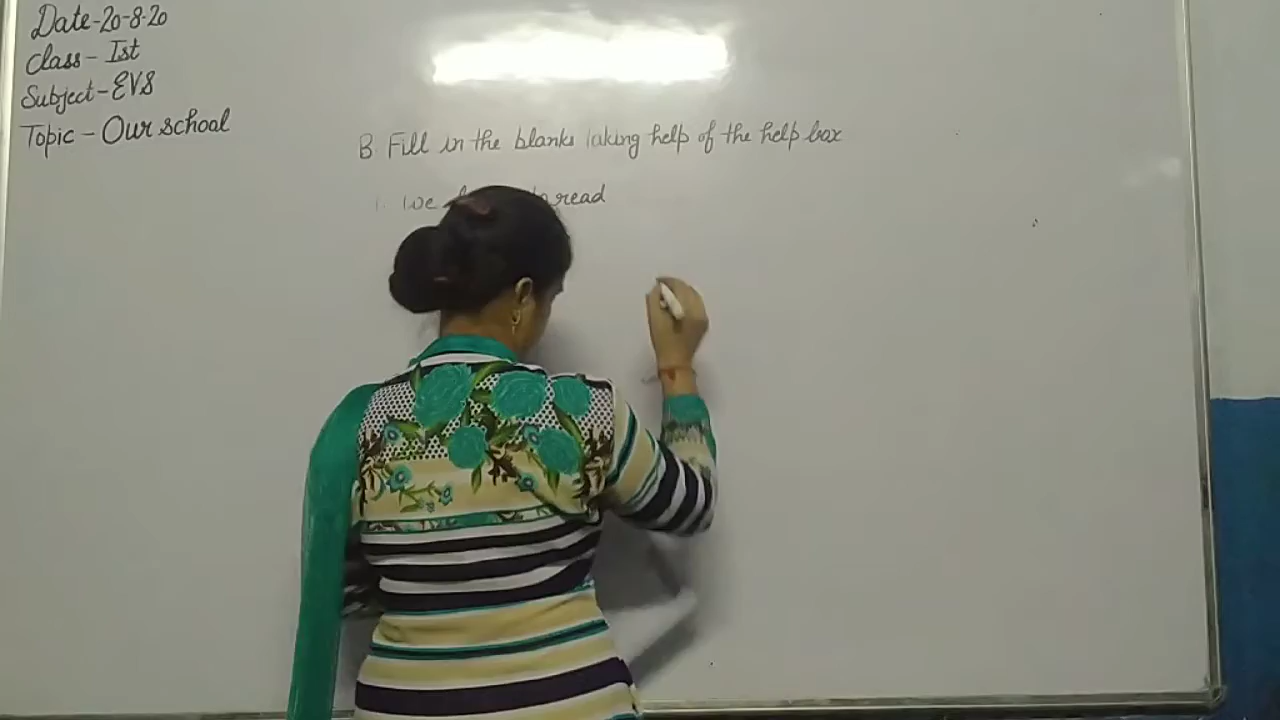 Date-20-8-20
Class- Ist
Subject-EVS
Topic - Our school
B Fill in the blanks taking help of the help box
1. We read